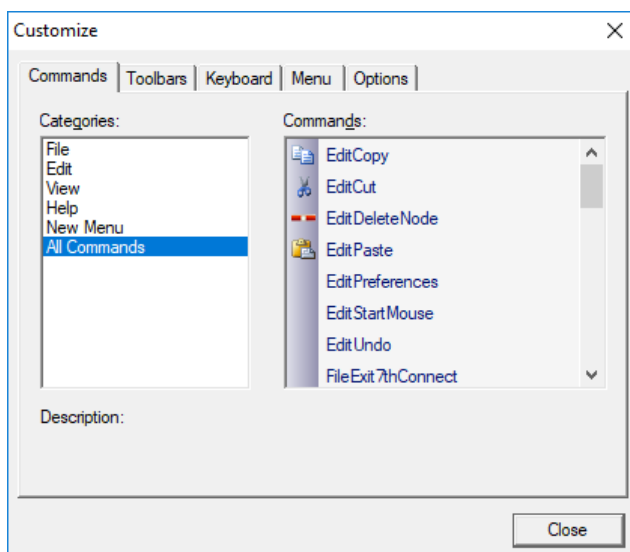 Customize
Commands Toolbars Keyboard Menu Options
Categories:
File
Edit
View
Help
New Menu
All Commands
Commands:
EditCopy
EditCut
EditDeleteNode
EditPaste
EditPreferences
EditStartMouse
EditUndo
FileExit7thConnect
Description:
Close